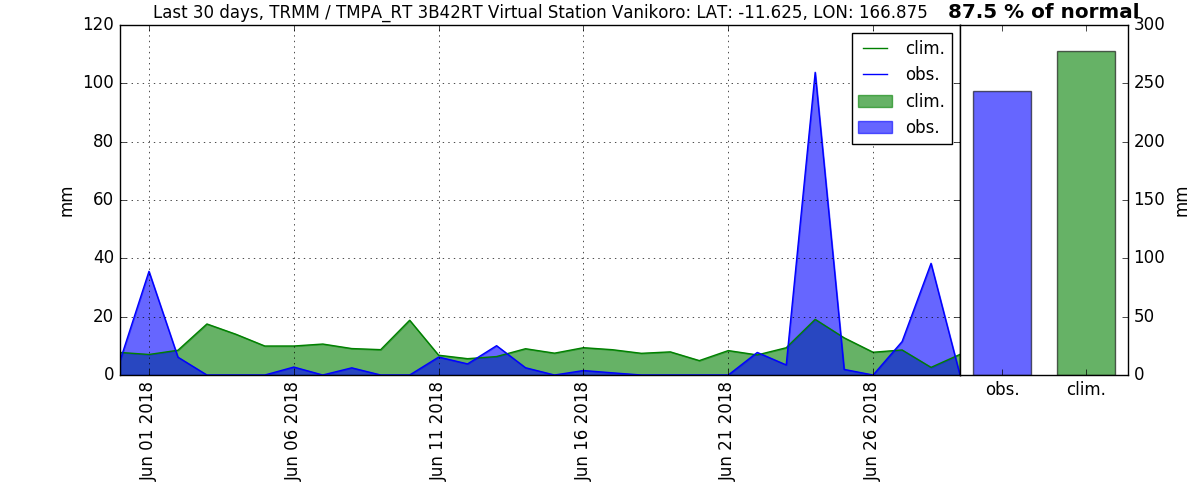 Last 30 days, TRMM / TMPA_RT 3B42RT Virtual Station Vanikoro: LAT: -11.625, LON: 166.875
87.5 % of normal
120
100
80
60
40
20
0
mm
clim.
obs.
clim.
obs.
Jun 01 2018
Jun 06 2018
Jun 11 2018
Jun 16 2018
Jun 21 2018
Jun 26 2018
300
250
200
150
100
50
0
mm
obs.
clim.